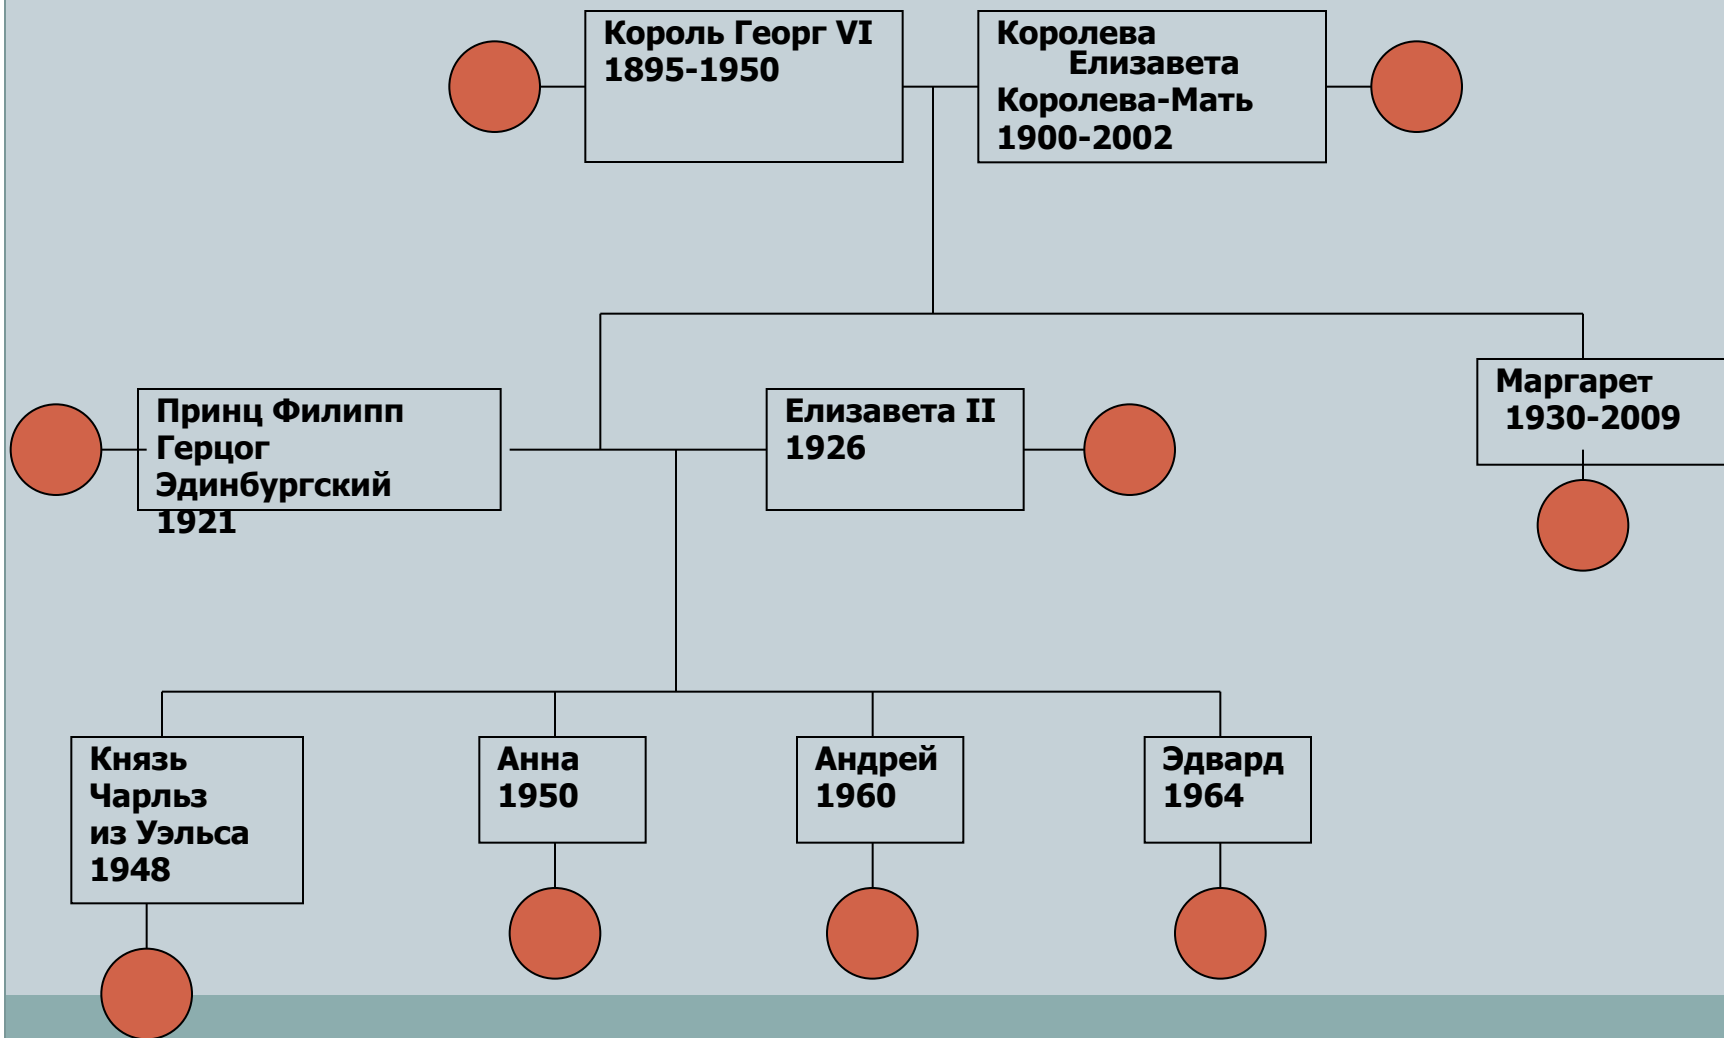 Король Георг VI
1895-1950
Королева
Елизавета
Королева-Мать
1900-2002
Принц Филипп
Герцог
Эдинбургский
1921
Елизавета II
1926
Маргарет
1930-2009
Князь
Чарльз
из Уэльса
1948
Анна
1950
Андрей
1960
Эдвард
1964